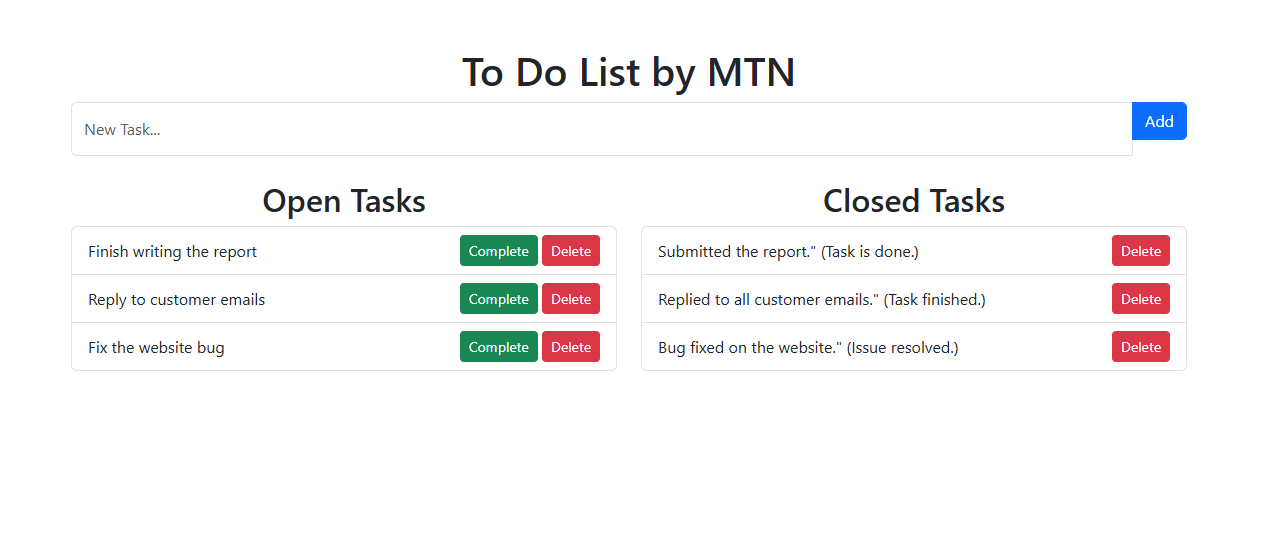 To Do List by MTN
New Task...
Add
Open Tasks
Finish writing the report Complete Delete
Reply to customer emails Complete Delete
Fix the website bug Complete Delete
Closed Tasks
Submitted the report." (Task is done.) Delete
Replied to all customer emails." (Task finished.) Delete
Bug fixed on the website." (Issue resolved.) Delete